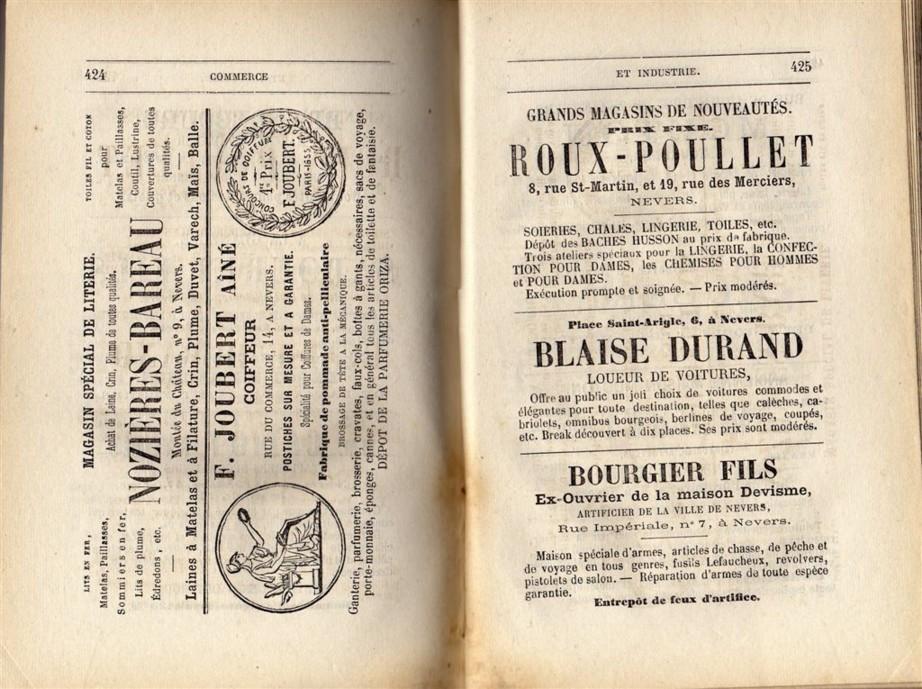 424
COMMERCE
LITS EN FER,
Matelas, Paillasses,
Sommiers en fer,
Lits de plume,
Édredons, etc.
MAGASIN SPÉCIAL DE LITERIE.
Achat de Laine, Crin, Plume de toutes qualités.
NOZIÈRES-BAREAU
Montée du Château, n° 9, à Nevers.
TOILES FIL ET COTON
pour
Matelas et Paillasses,
Coutil, Lustrine,
Couvertures de toutes
qualités.
Laines à Matelas et à Filature, Crin, Plume, Duvet, Varech, Maïs, Balle.
F. JOUBERT AÎNÉ
COIFFEUR
RUE DU COMMERCE, 14, A NEVERS.
POSTICHES SUR MESURE ET A GARANTIE.
Spécialité pour Coiffures de Dames.
Fabrique de pommade anti-pelliculaire
BROSSAGE DE TÊTE A LA MÉCANIQUE.
CONCOURS DE COIFFURE
PARIS-1855
F. JOUBERT.
Ganterie, parfumerie, brosserie, cravates, faux-cols, boîtes à gants, nécessaires, sacs de voyage,
porte-monnaie, éponges, cannes, et en général tous les articles de toilette et de fantaisie.
DÉPOT DE LA PARFUMERIE ORIZA.
ET INDUSTRIE.
425
GRANDS MAGASINS DE NOUVEAUTÉS.
PRIX FIXE.
ROUX-POULLET
8, rue St-Martin, et 19, rue des Merciers,
NEVERS.
SOIERIES, CHALES, LINGERIE, TOILES, etc.
Dépôt des BACHES HUSSON au prix de fabrique.
Trois ateliers spéciaux pour la LINGERIE, la CONFEC-
TION POUR DAMES, les CHEMISES POUR HOMMES
et POUR DAMES.
Exécution prompte et soignée. — Prix modérés.
Place Saint-Arigle, 6, à Nevers.
BLAISE DURAND
LOUEUR DE VOITURES,
Offre au public un joli choix de voitures commodes et
élégantes pour toute destination, telles que calèches, ca-
briolets, omnibus bourgeois, berlines de voyage, coupés,
etc. Break découvert à dix places. Ses prix sont modérés.
BOURGIER FILS
Ex-Ouvrier de la maison Devisme,
ARTIFICIER DE LA VILLE DE NEVERS,
Rue Impériale, n° 7, à Nevers.
Maison spéciale d'armes, articles de chasse, de pêche et
de voyage en tous genres, fusils Lefaucheux, revolvers,
pistolets de salon. — Réparation d'armes de toute espèce
garantie.
Entrepôt de feux d'artifice.